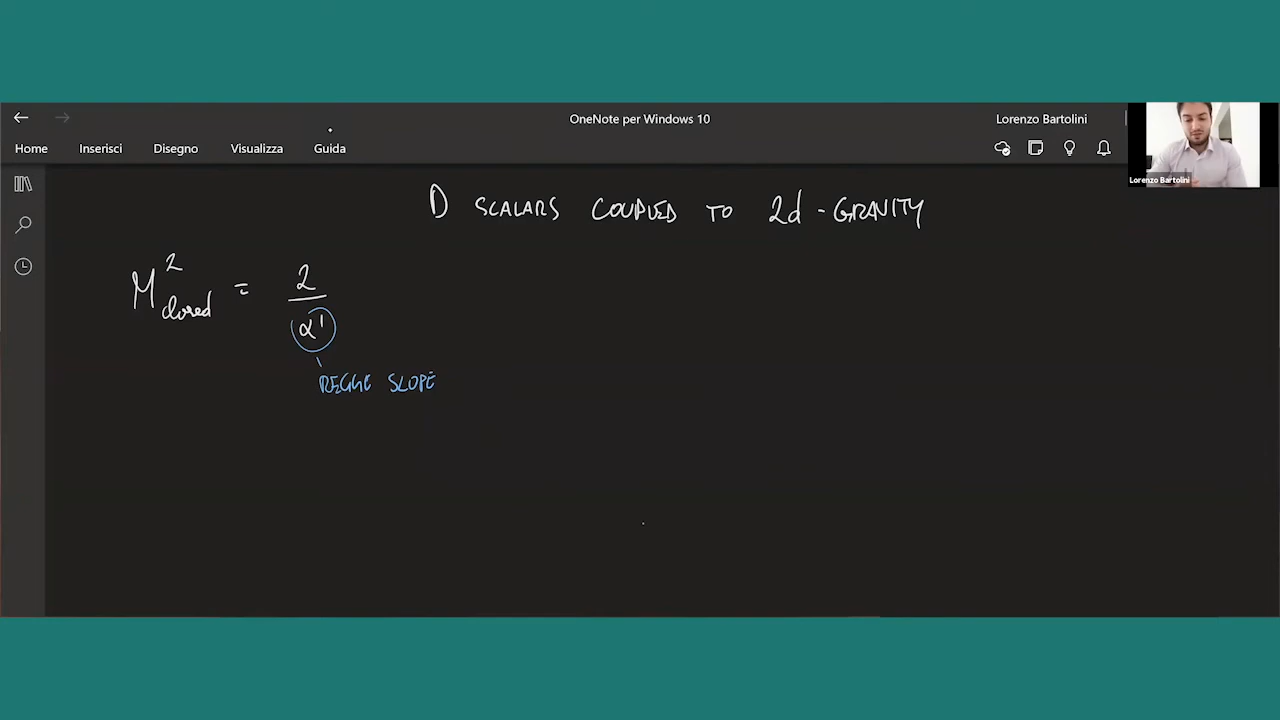 OneNote per Windows 10
Lorenzo Bartolini
Home Inserisci Disegno Visualizza Guida
Lorenzo Bartolini
D SCALARS COUPLED TO 2d-GRAVITY
M²closed = 2/α'
REGGE SLOPE